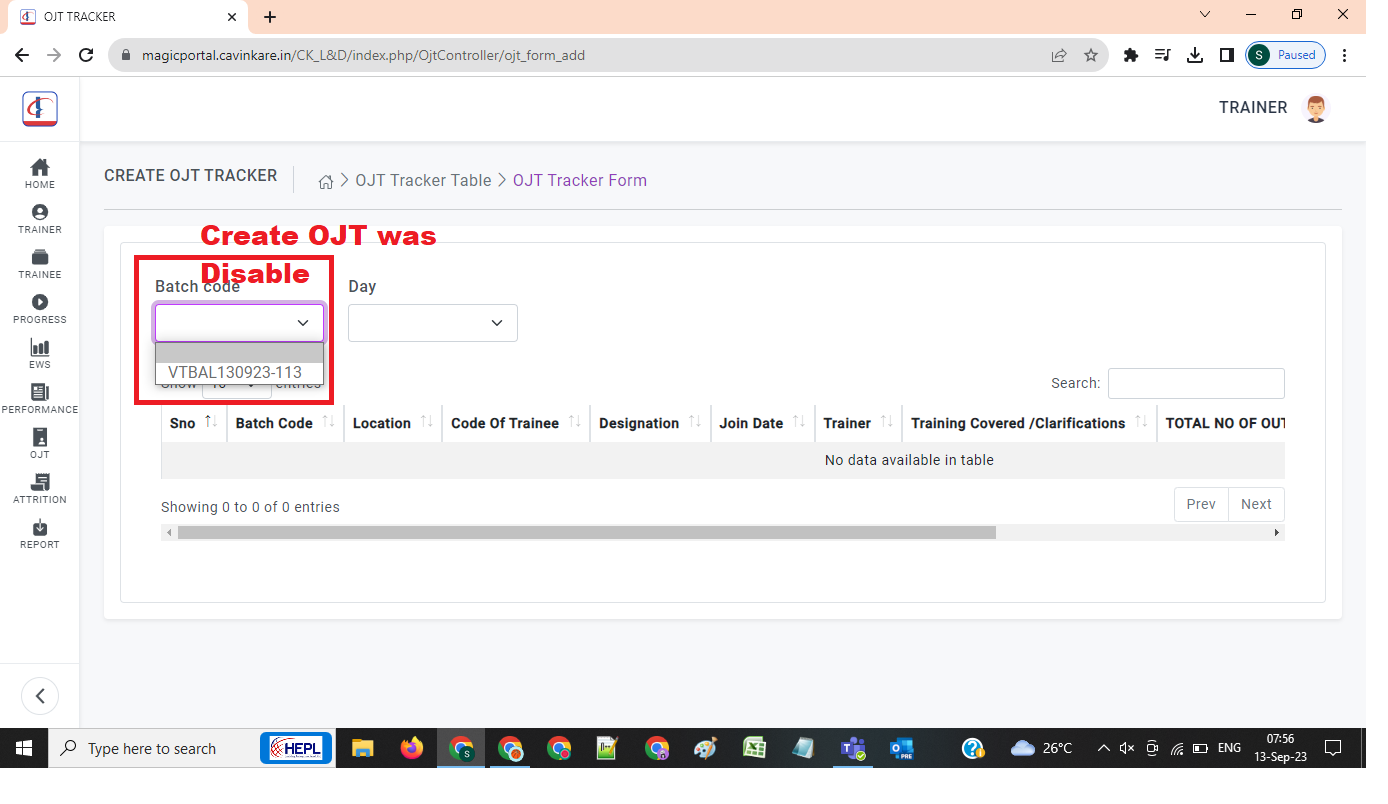 OJT TRACKER
magicportal.cavinkare.in/CK_L&D/index.php/OjtController/ojt_form_add
S Paused
TRAINER
HOME
TRAINER
TRAINEE
PROGRESS
EWS
PERFORMANCE
OJT
ATTRITION
REPORT
CREATE OJT TRACKER
OJT Tracker Table
OJT Tracker Form
Create OJT was
Disable
Batch code
Day
VTBAL130923-113
Show 10 entries
Search:
Sno Batch Code Location Code Of Trainee Designation Join Date Trainer Training Covered /Clarifications TOTAL NO OF OUT
No data available in table
Showing 0 to 0 of 0 entries
Prev Next
Type here to search
HEPL
26°C
ENG
07:56
13-Sep-23